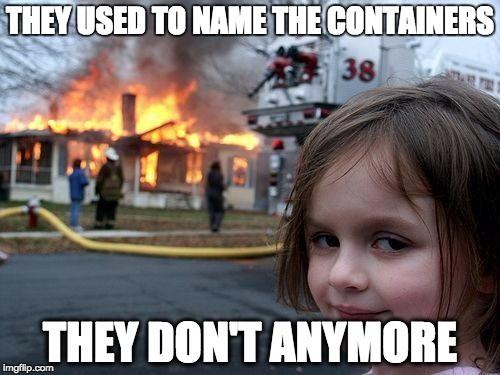 THEY USED TO NAME THE CONTAINERS
38
THEY DON'T ANYMORE
imgflip.com